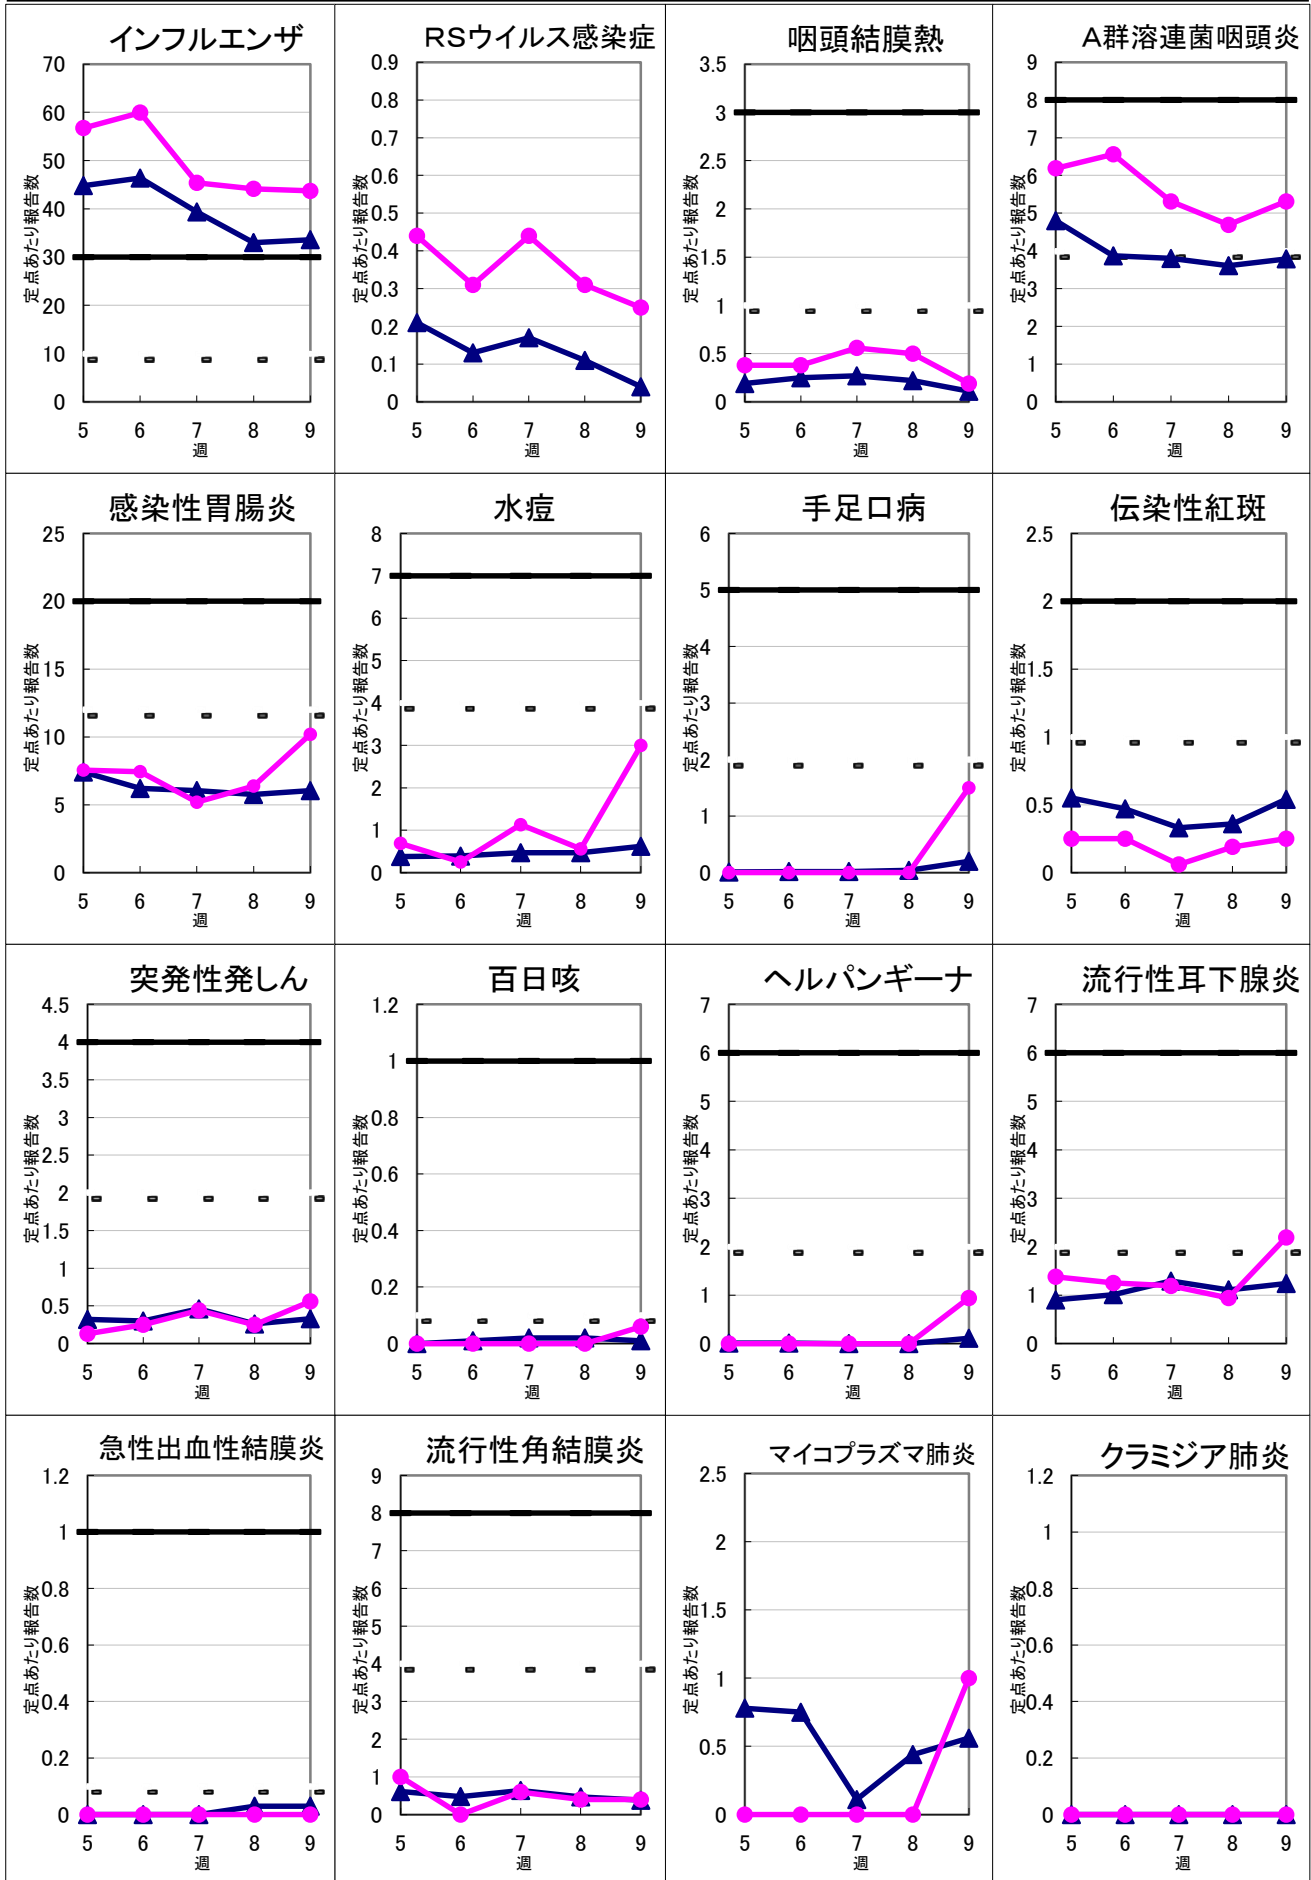 インフルエンザ
70
60
50
40
30
20
10
0
定点あたり報告数
5 6 7 8 9
週
RSウイルス感染症
0.9
0.8
0.7
0.6
0.5
0.4
0.3
0.2
0.1
0
定点あたり報告数
5 6 7 8 9
週
咽頭結膜熱
3.5
3
2.5
2
1.5
1
0.5
0
定点あたり報告数
5 6 7 8 9
週
A群溶連菌咽頭炎
9
8
7
6
5
4
3
2
1
0
定点あたり報告数
5 6 7 8 9
週
感染性胃腸炎
25
20
15
10
5
0
定点あたり報告数
5 6 7 8 9
週
水痘
8
7
6
5
4
3
2
1
0
定点あたり報告数
5 6 7 8 9
週
手足口病
6
5
4
3
2
1
0
定点あたり報告数
5 6 7 8 9
週
伝染性紅斑
2.5
2
1.5
1
0.5
0
定点あたり報告数
5 6 7 8 9
週
突発性発しん
4.5
4
3.5
3
2.5
2
1.5
1
0.5
0
定点あたり報告数
5 6 7 8 9
週
百日咳
1.2
1
0.8
0.6
0.4
0.2
0
定点あたり報告数
5 6 7 8 9
週
ヘルパンギーナ
7
6
5
4
3
2
1
0
定点あたり報告数
5 6 7 8 9
週
流行性耳下腺炎
7
6
5
4
3
2
1
0
定点あたり報告数
5 6 7 8 9
週
急性出血性結膜炎
1.2
1
0.8
0.6
0.4
0.2
0
定点あたり報告数
5 6 7 8 9
週
流行性角結膜炎
9
8
7
6
5
4
3
2
1
0
定点あたり報告数
5 6 7 8 9
週
マイコプラズマ肺炎
2.5
2
1.5
1
0.5
0
定点あたり報告数
5 6 7 8 9
週
クラミジア肺炎
1.2
1
0.8
0.6
0.4
0.2
0
定点あたり報告数
5 6 7 8 9
週